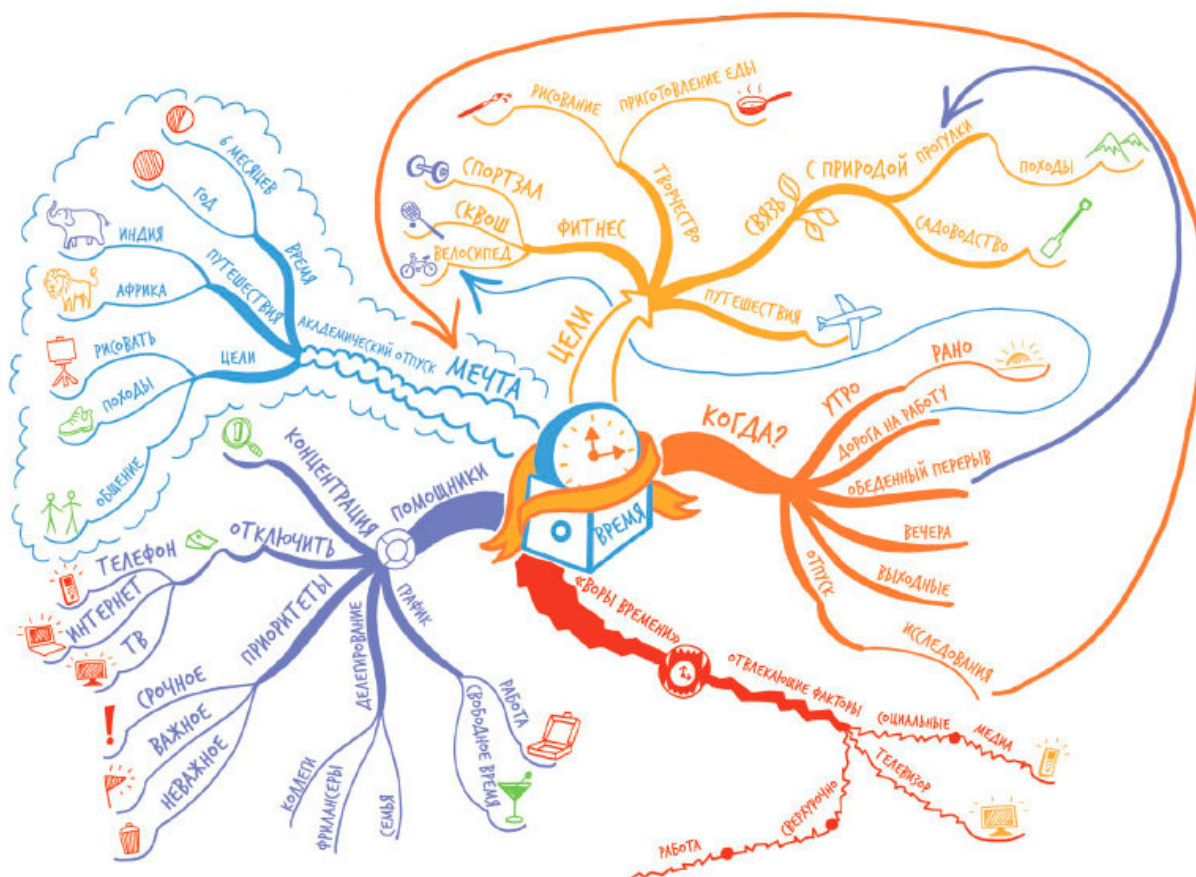 ВРЕМЯ
МЕЧТА
АКАДЕМИЧЕСКИЙ ОТПУСК
ВРЕМЯ
6 МЕСЯЦЕВ
ГОД
ПУТЕШЕСТВИЯ
ИНДИЯ
АФРИКА
ЦЕЛИ
РИСОВАТЬ
ПОХОДЫ
ОБЩЕНИЕ
ЦЕЛИ
ФИТНЕС
СПОРТЗАЛ
СКВОШ
ВЕЛОСИПЕД
ТВОРЧЕСТВО
РИСОВАНИЕ
ПРИГОТОВЛЕНИЕ ЕДЫ
СВЯЗЬ
С ПРИРОДОЙ
ПРОГУЛКИ
ПОХОДЫ
САДОВОДСТВО
ПУТЕШЕСТВИЯ
КОГДА?
УТРО
РАНО
ДОРОГА НА РАБОТУ
ОБЕДЕННЫЙ ПЕРЕРЫВ
ВЕЧЕРА
ВЫХОДНЫЕ
ОТПУСК
ИССЛЕДОВАНИЯ
«ВОРЫ ВРЕМЕНИ»
ОТВЛЕКАЮЩИЕ ФАКТОРЫ
СОЦИАЛЬНЫЕ
МЕДИА
ТЕЛЕВИЗОР
СВЕРХУРОЧНО
РАБОТА
ПОМОЩНИКИ
КОНЦЕНТРАЦИЯ
ОТКЛЮЧИТЬ
ТЕЛЕФОН
ИНТЕРНЕТ
ТВ
ПРИОРИТЕТЫ
СРОЧНОЕ
ВАЖНОЕ
НЕВАЖНОЕ
ДЕЛЕГИРОВАНИЕ
КОЛЛЕГИ
ФРИЛАНСЕРЫ
СЕМЬЯ
ГРАФИК
РАБОТА
СВОБОДНОЕ ВРЕМЯ